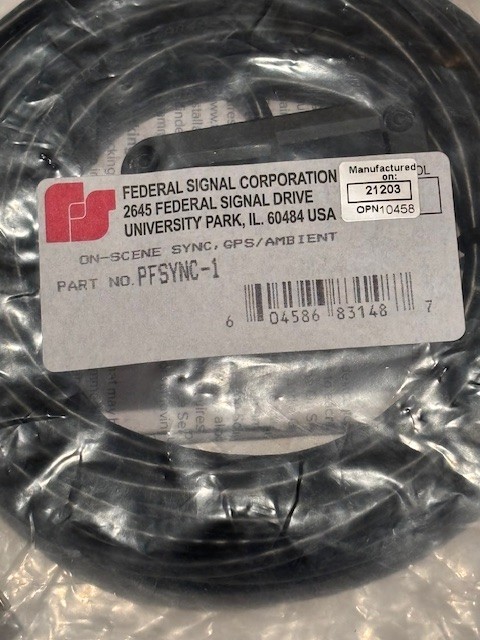 FEDERAL SIGNAL CORPORATION
2645 FEDERAL SIGNAL DRIVE
UNIVERSITY PARK, IL. 60484 USA
Manufactured
on:
21203
OPN10458
OL
ON-SCENE SYNC, GPS/AMBIENT
PART NO. PFSYNC-1
6 04586 83148 7